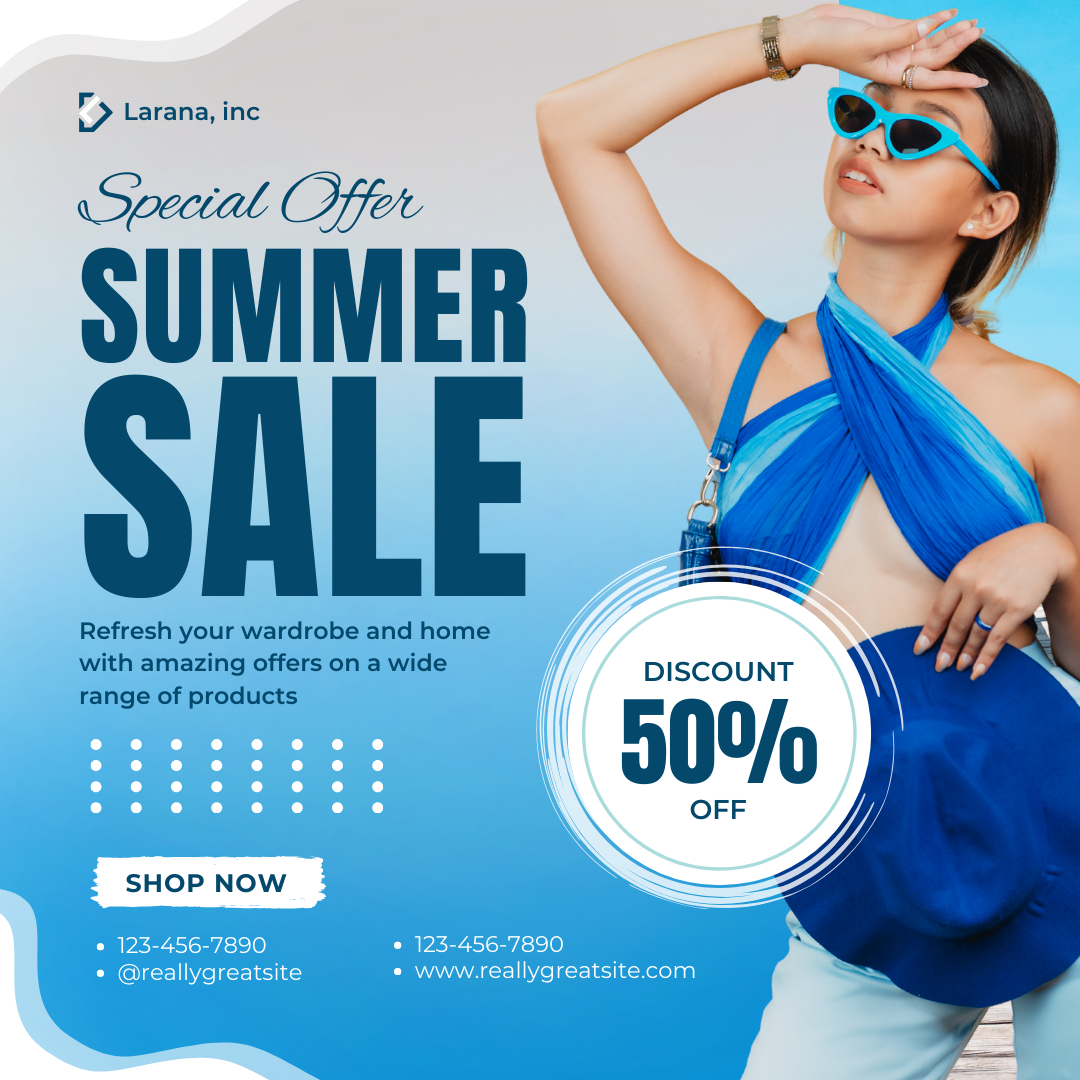 Larana, inc
Special Offer
SUMMER
SALE
Refresh your wardrobe and home
with amazing offers on a wide
range of products
DISCOUNT
50%
OFF
SHOP NOW
123-456-7890
@reallygreatsite
123-456-7890
www.reallygreatsite.com